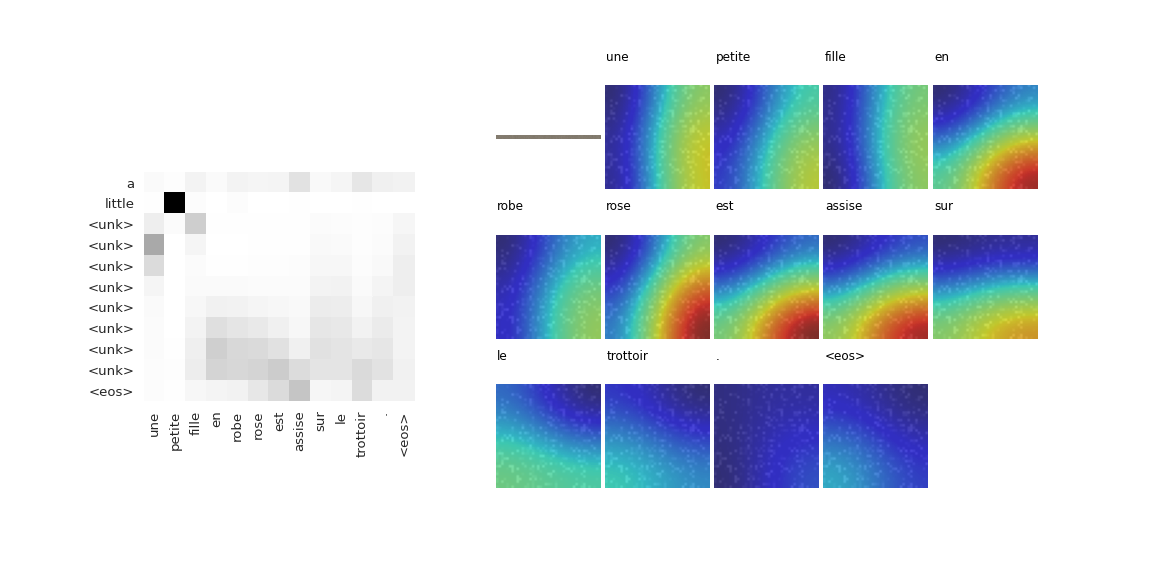 une petite fille en
robe rose est assise sur
le trottoir . <eos>
a
little
<unk>
<unk>
<unk>
<unk>
<unk>
<unk>
<unk>
<unk>
<eos>
une petite fille en robe rose est assise sur le trottoir . <eos>